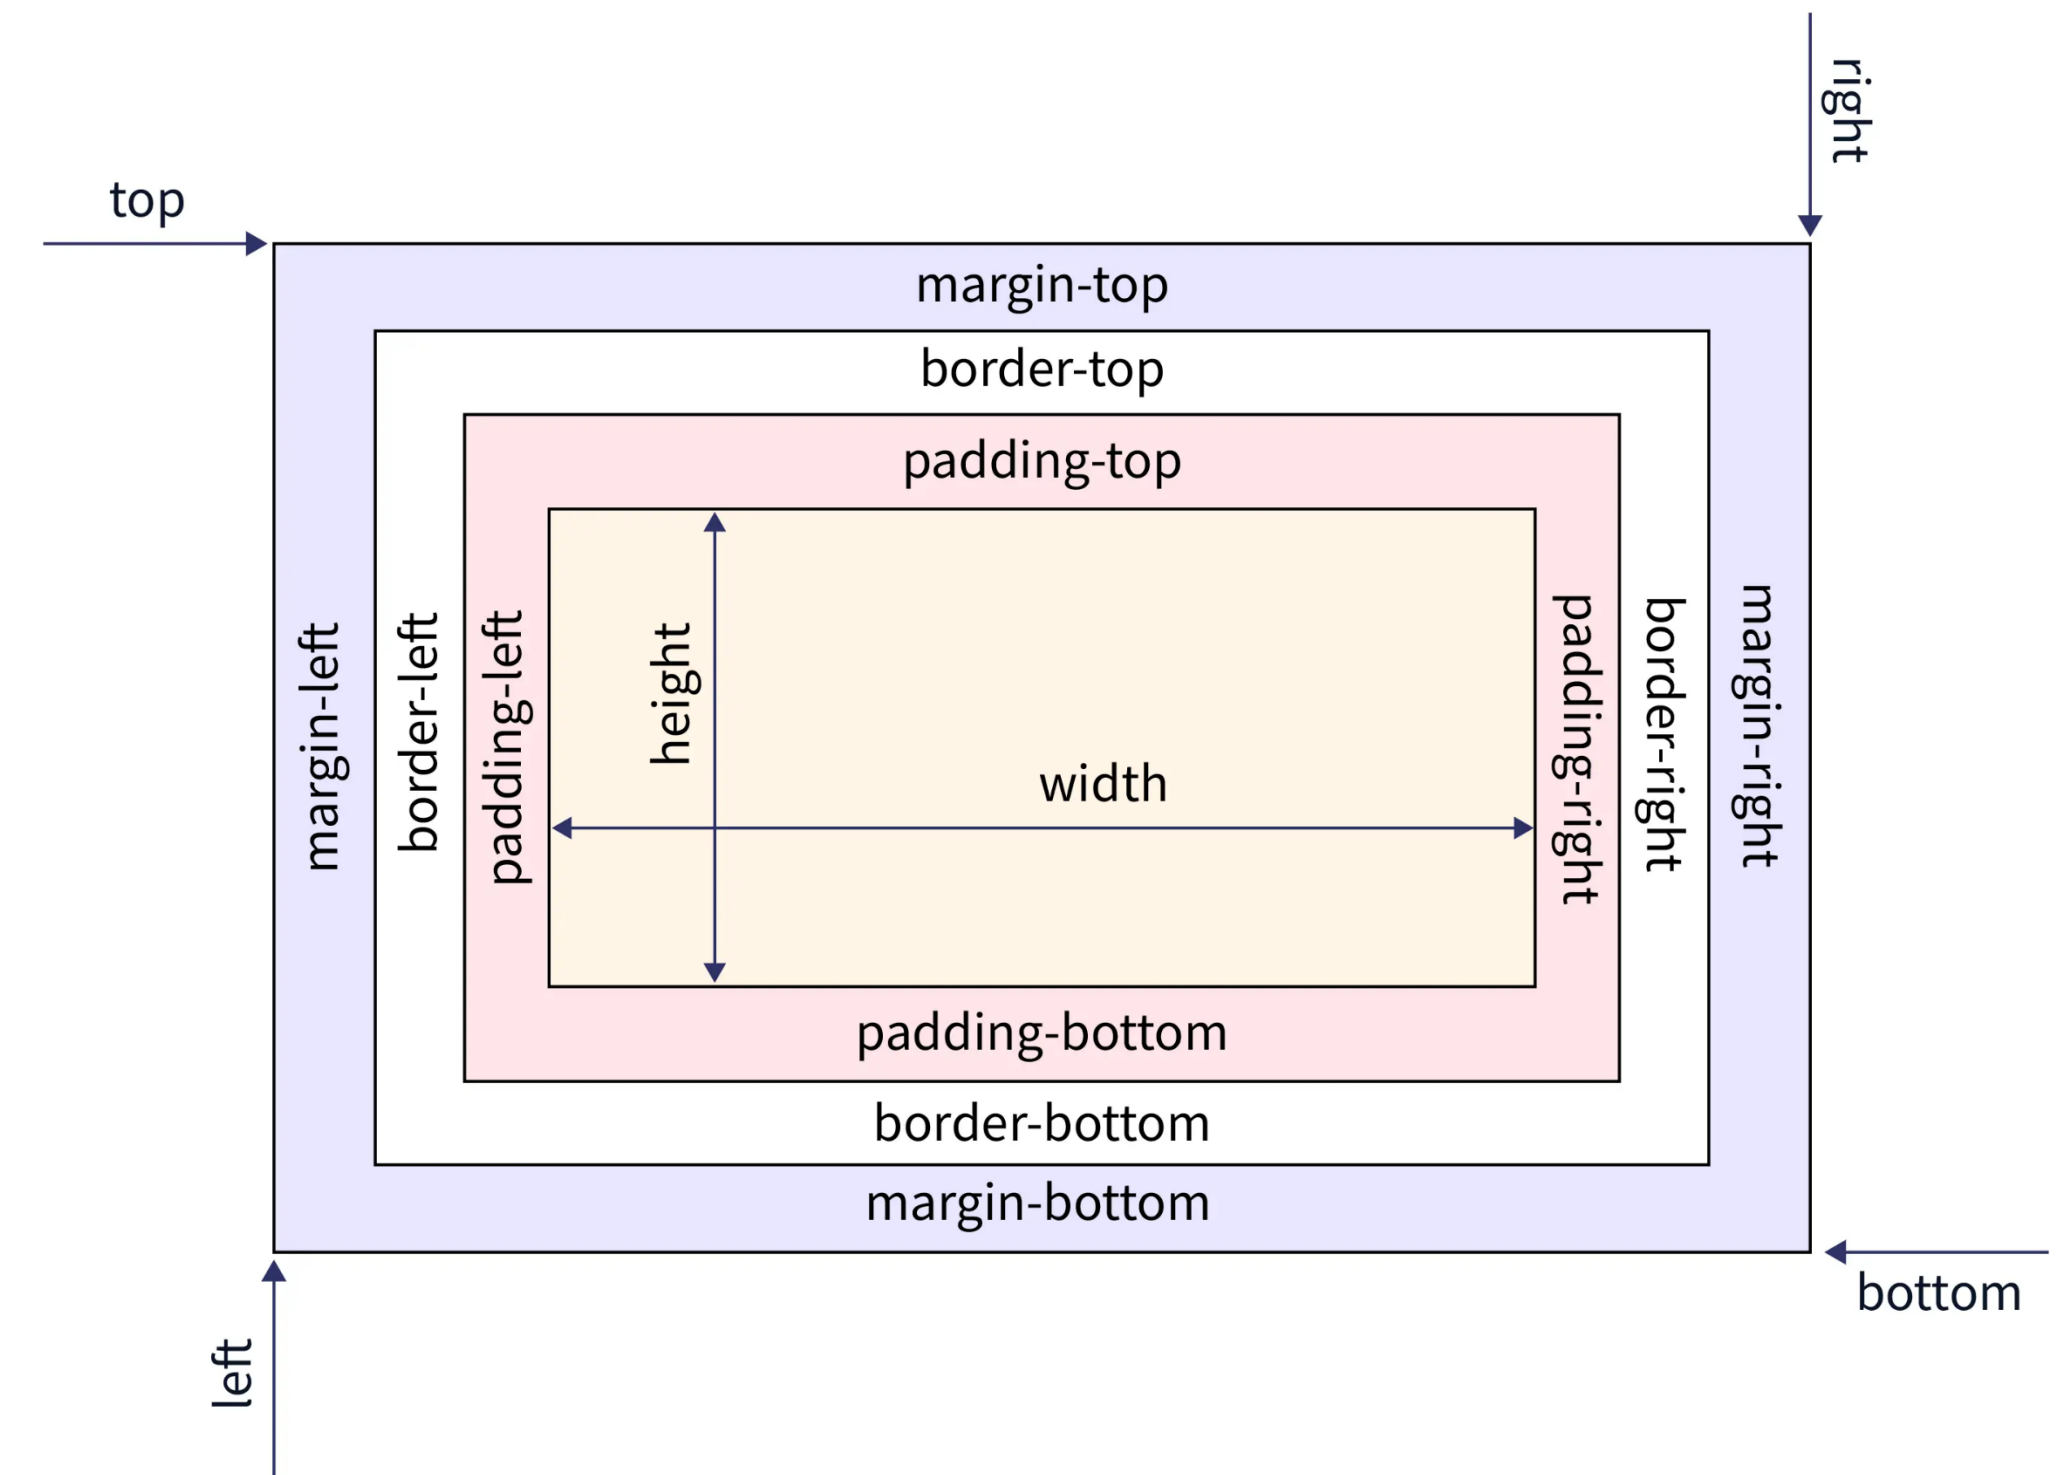 right
top
margin-top
border-top
padding-top
margin-left
border-left
padding-left
height
width
padding-right
border-right
margin-right
padding-bottom
border-bottom
margin-bottom
bottom
left